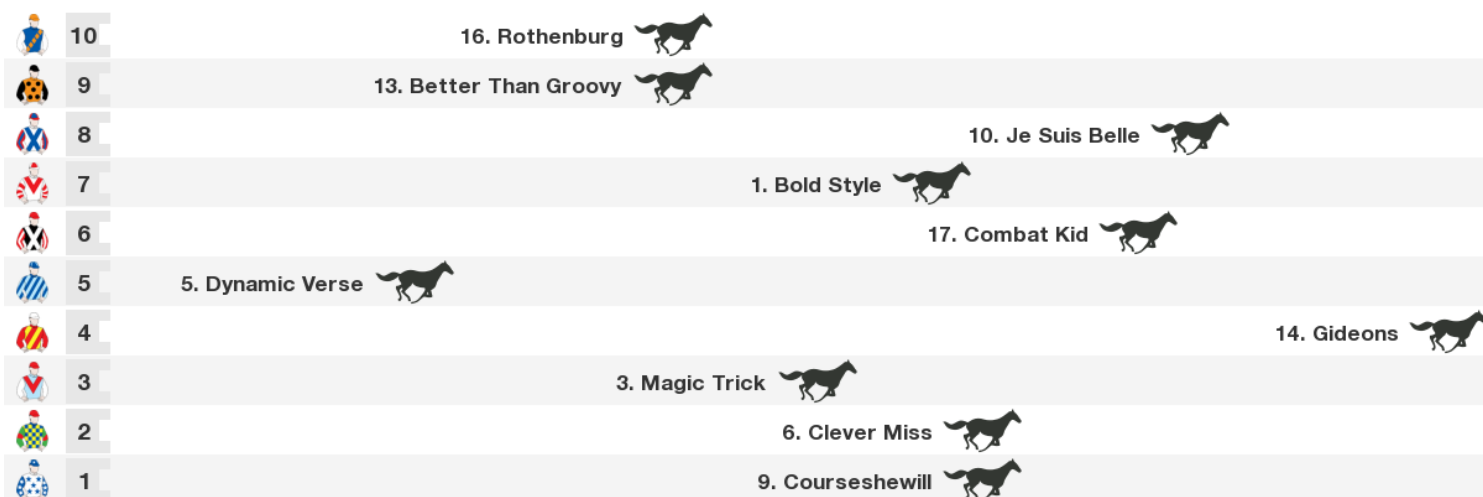 10 16. Rothenburg
9 13. Better Than Groovy
8 10. Je Suis Belle
7 1. Bold Style
6 17. Combat Kid
5 5. Dynamic Verse
4 14. Gideons
3 3. Magic Trick
2 6. Clever Miss
1 9. Courseshewill